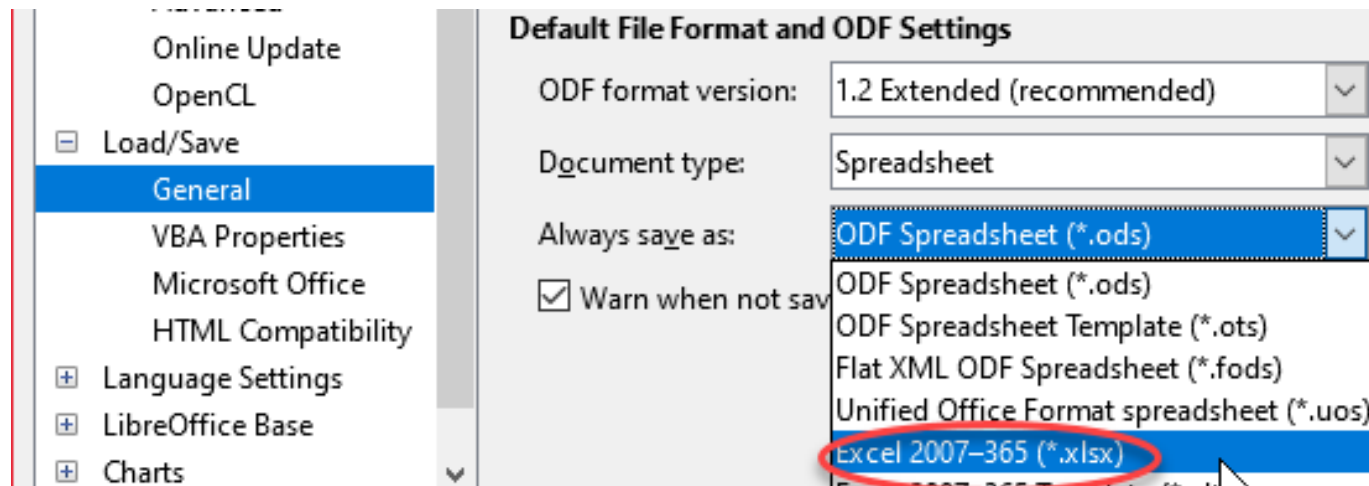 Online Update
OpenCL
Load/Save
General
VBA Properties
Microsoft Office
HTML Compatibility
Language Settings
LibreOffice Base
Charts
Default File Format and ODF Settings
ODF format version: 1.2 Extended (recommended)
Document type: Spreadsheet
Always save as: ODF Spreadsheet (*.ods)
Warn when not sav
ODF Spreadsheet (*.ods)
ODF Spreadsheet Template (*.ots)
Flat XML ODF Spreadsheet (*.fods)
Unified Office Format spreadsheet (*.uos)
Excel 2007–365 (*.xlsx)